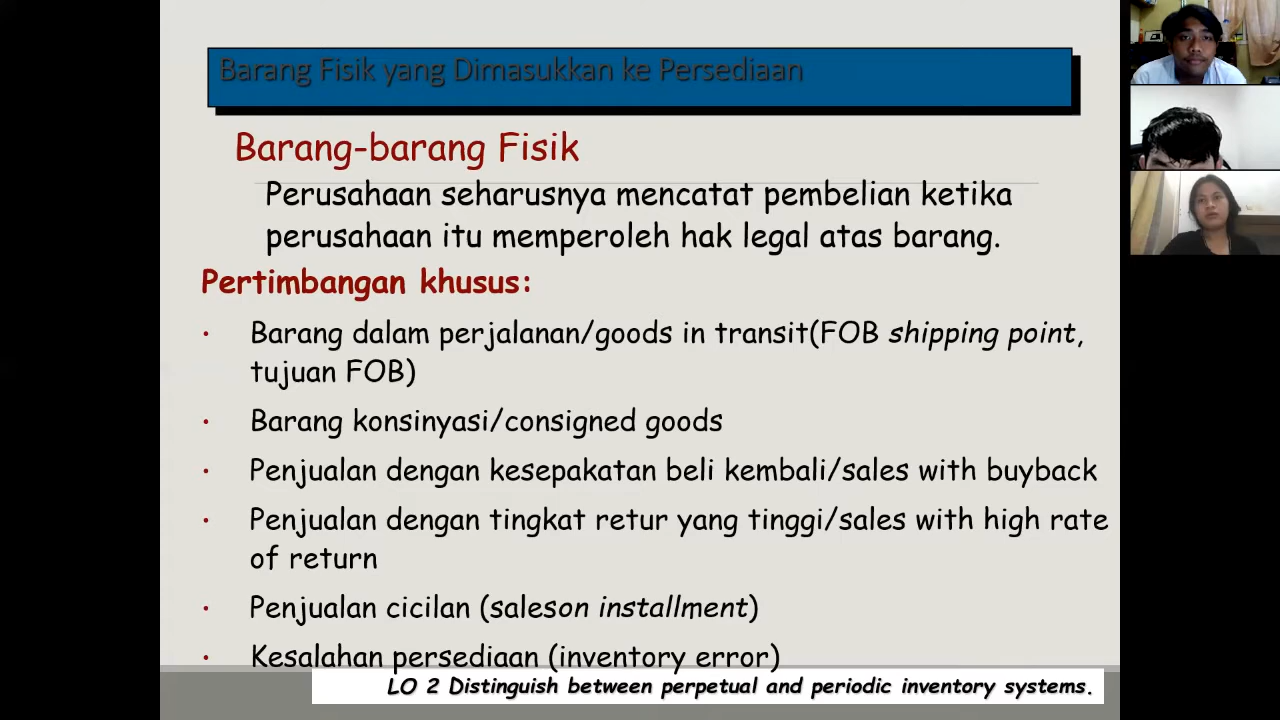 Barang Fisik yang Dimasukkan ke Persediaan
Barang-barang Fisik
Perusahaan seharusnya mencatat pembelian ketika
perusahaan itu memperoleh hak legal atas barang.
Pertimbangan khusus:
• Barang dalam perjalanan/goods in transit(FOB shipping point,
tujuan FOB)
• Barang konsinyasi/consigned goods
• Penjualan dengan kesepakatan beli kembali/sales with buyback
• Penjualan dengan tingkat retur yang tinggi/sales with high rate
of return
• Penjualan cicilan (saleson installment)
• Kesalahan persediaan (inventory error)
LO 2 Distinguish between perpetual and periodic inventory systems.